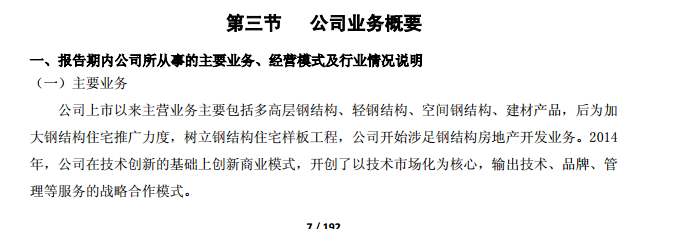 第三节 公司业务概要
一、报告期内公司所从事的主要业务、经营模式及行业情况说明
（一）主要业务
公司上市以来主营业务主要包括多高层钢结构、轻钢结构、空间钢结构、建材产品，后为加
大钢结构住宅推广力度，树立钢结构住宅样板工程，公司开始涉足钢结构房地产开发业务。2014
年，公司在技术创新的基础上创新商业模式，开创了以技术市场化为核心，输出技术、品牌、管
理等服务的战略合作模式。
7 / 192